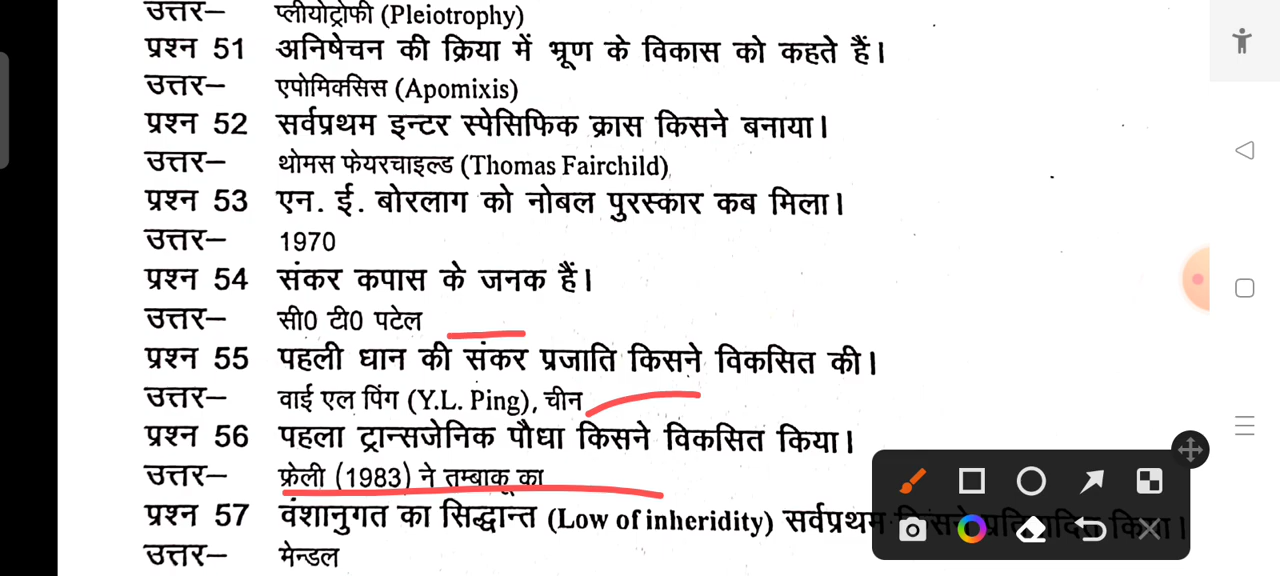 उत्तर– प्लीयोट्रोफी (Pleiotrophy)
प्रश्न 51 अनिषेचन की क्रिया में भ्रूण के विकास को कहते हैं।
उत्तर– एपोमिक्सिस (Apomixis)
प्रश्न 52 सर्वप्रथम इन्टर स्पेसिफिक क्रास किसने बनाया।
उत्तर– थोमस फेयरचाइल्ड (Thomas Fairchild)
प्रश्न 53 एन. ई. बोरलाग को नोबल पुरस्कार कब मिला।
उत्तर– 1970
प्रश्न 54 संकर कपास के जनक हैं।
उत्तर– सी0 टी0 पटेल
प्रश्न 55 पहली धान की संकर प्रजाति किसने विकसित की।
उत्तर– वाई एल पिंग (Y.L. Ping), चीन
प्रश्न 56 पहला ट्रान्सजेनिक पौधा किसने विकसित किया।
उत्तर– फ्रेली (1983) ने तम्बाकू का
प्रश्न 57 वंशानुगत का सिद्धान्त (Low of inheridity) सर्वप्रथम किसने प्रतिपादित किया।
उत्तर– मेन्डल